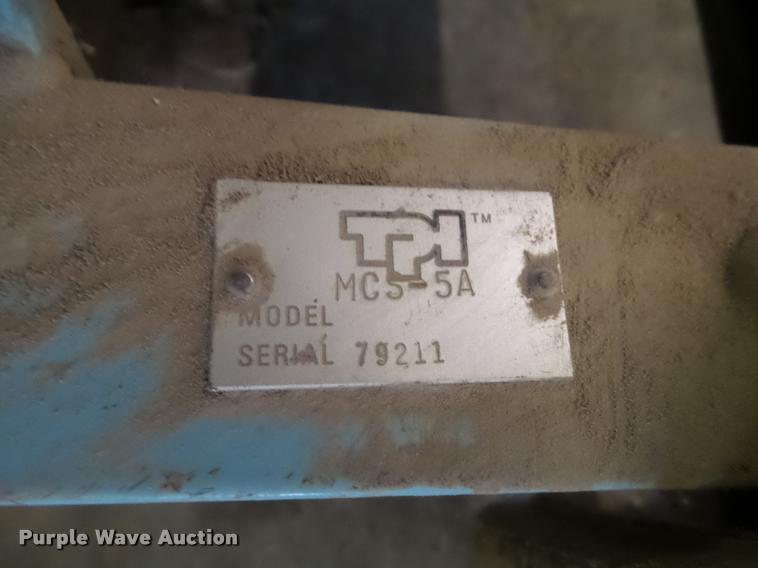 TPI™
MCS-5A
MODEL
SERIAL 79211
Purple Wave Auction